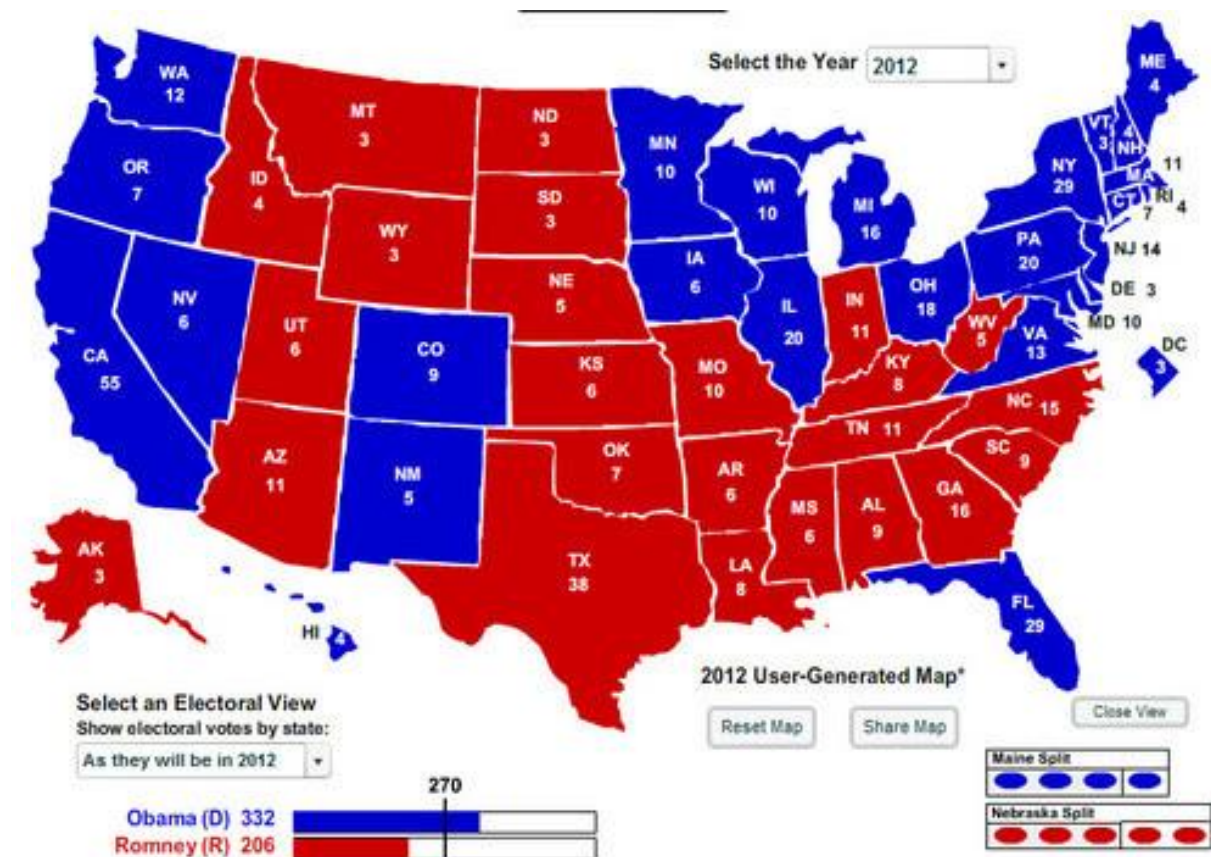 Select the Year 2012
WA
12
MT
3
ND
3
MN
10
ME
4
VT
3
4
NH
OR
7
ID
4
SD
3
WI
10
MI
16
NY
29
MA
11
RI 4
CT
7
WY
3
NE
5
IA
6
PA
20
NJ 14
NV
6
UT
6
CO
9
IL
20
IN
11
OH
18
WV
5
VA
13
DE 3
MD 10
DC
3
CA
55
KS
6
MO
10
KY
8
NC 15
TN 11
SC 9
AZ
11
NM
5
OK
7
AR
6
MS
6
AL
9
GA
16
AK
3
TX
38
LA
8
FL
29
HI 4
2012 User-Generated Map*
Select an Electoral View
Show electoral votes by state:
As they will be in 2012
Reset Map
Share Map
Close View
Maine Split
Nebraska Split
270
Obama (D) 332
Romney (R) 206